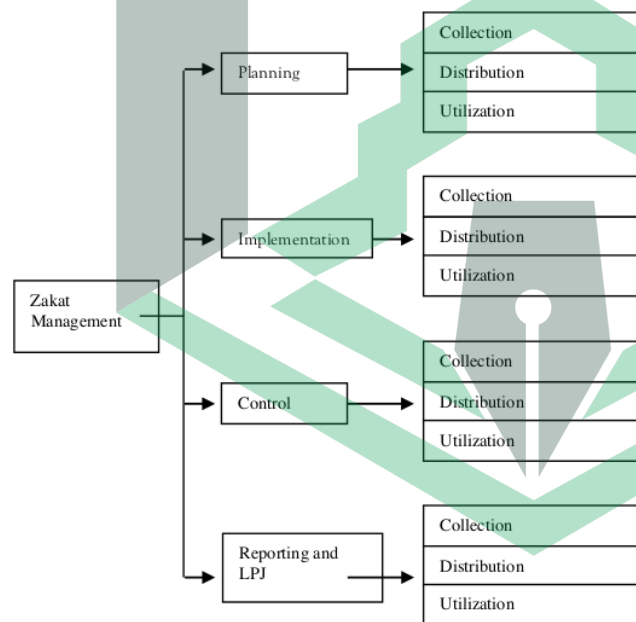 Zakat
Management
Planning
Collection
Distribution
Utilization
Implementation
Collection
Distribution
Utilization
Control
Collection
Distribution
Utilization
Reporting and
LPJ
Collection
Distribution
Utilization